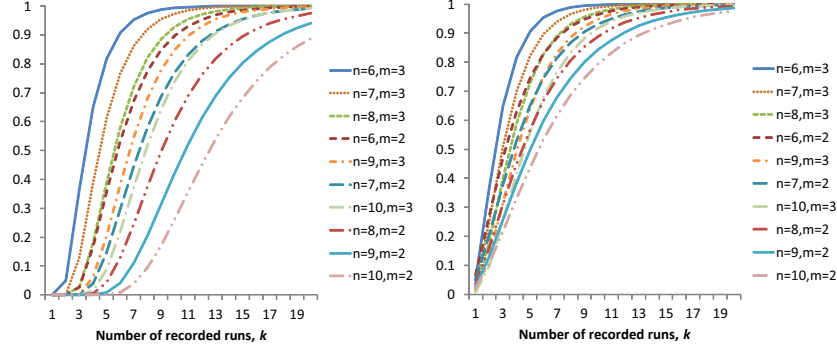 1
0.9
0.8
0.7
0.6
0.5
0.4
0.3
0.2
0.1
0
1 3 5 7 9 11 13 15 17 19
Number of recorded runs, k
n=6,m=3
n=7,m=3
n=8,m=3
n=6,m=2
n=9,m=3
n=7,m=2
n=10,m=3
n=8,m=2
n=9,m=2
n=10,m=2
1
0.9
0.8
0.7
0.6
0.5
0.4
0.3
0.2
0.1
0
1 3 5 7 9 11 13 15 17 19
Number of recorded runs, k
n=6,m=3
n=7,m=3
n=8,m=3
n=6,m=2
n=9,m=3
n=7,m=2
n=10,m=3
n=8,m=2
n=9,m=2
n=10,m=2